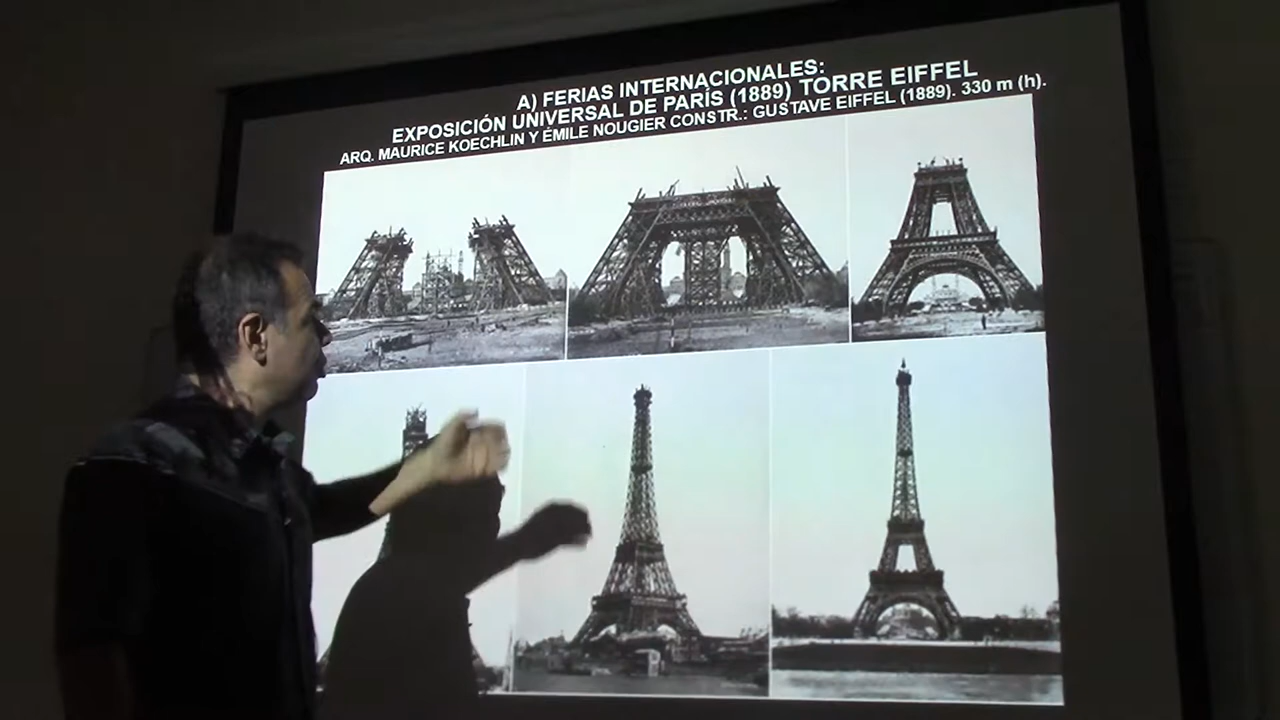 A) FERIAS INTERNACIONALES:
EXPOSICIÓN UNIVERSAL DE PARÍS (1889) TORRE EIFFEL
ARQ. MAURICE KOECHLIN Y ÉMILE NOUGIER CONSTR.: GUSTAVE EIFFEL (1889). 330 m (h).